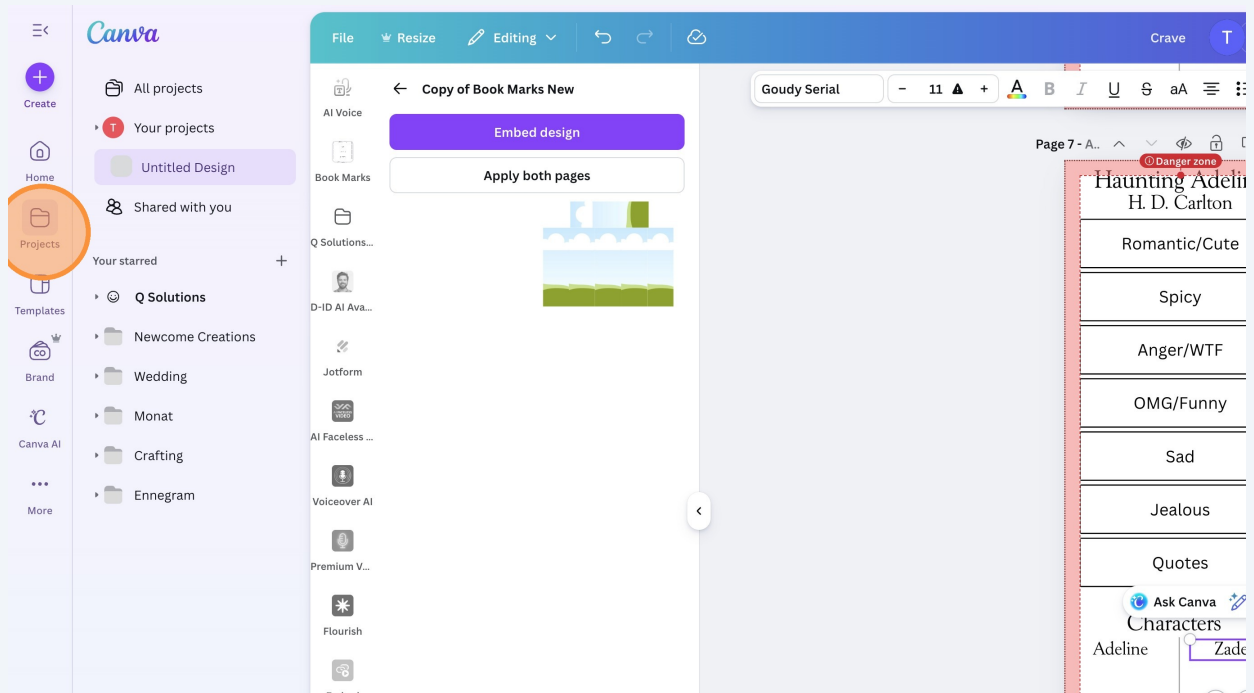 Canva
Create
Home
Projects
Templates
Brand
Canva AI
More
All projects
T
Your projects
Untitled Design
Shared with you
Your starred
Q Solutions
Newcome Creations
Wedding
Monat
Crafting
Ennegram
File
Resize
Editing
Crave
T
AI Voice
Book Marks
Q Solutions...
D-ID AI Ava...
Jotform
AI Faceless ...
Voiceover AI
Premium V...
Flourish
Copy of Book Marks New
Embed design
Apply both pages
Goudy Serial
– 11 +
A B I U S aA
Page 7 - A..
Danger zone
Haunting Adelin
H. D. Carlton
Romantic/Cute
Spicy
Anger/WTF
OMG/Funny
Sad
Jealous
Quotes
Ask Canva
Characters
Adeline
Zade